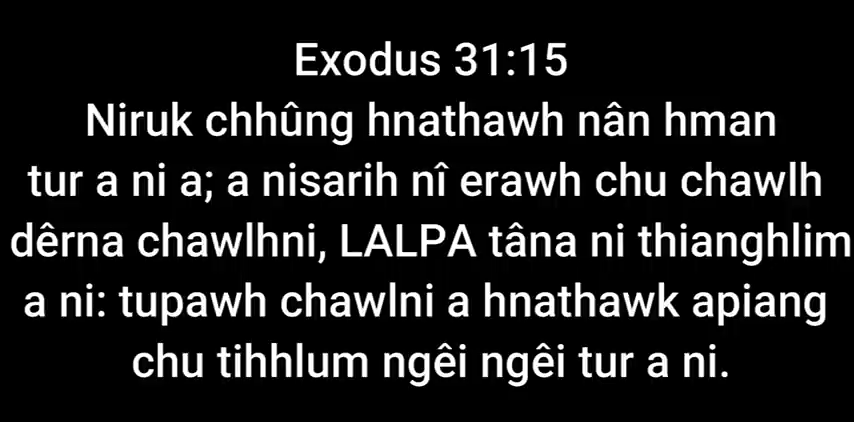 Exodus 31:15
Niruk chhûng hnathawh nân hman
tur a ni a; a nisarih nî erawh chu chawlh
dêrna chawlhni, LALPA tâna ni thianghlim
a ni: tupawh chawlni a hnathawk apiang
chu tihhlum ngêi ngêi tur a ni.